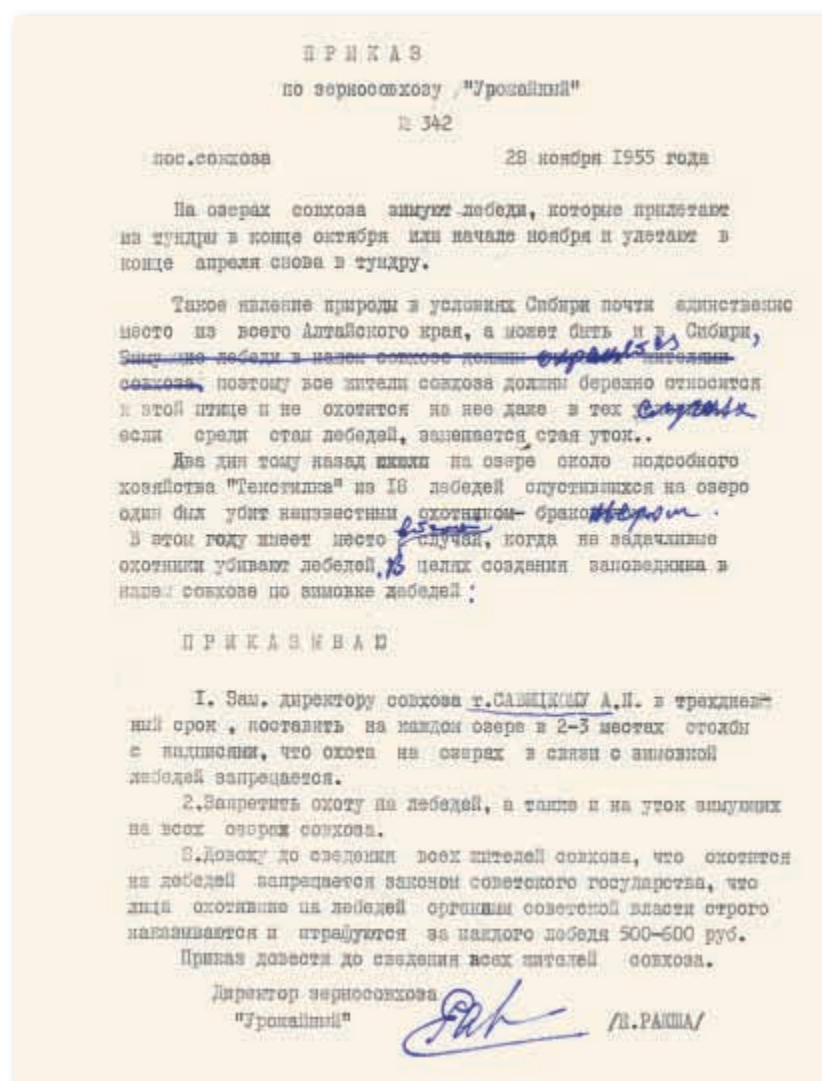 П Р И К А З
по зерносовхозу "Урожайный"
№ 342
пос.совхоза 28 ноября 1955 года
На озерах совхоза зимуют лебеди, которые прилетают
из тундры в конце октября или начале ноября и улетают в
конце апреля снова в тундру.
Такое явление природы в условиях Сибири почти единственно
место из всего Алтайского края, а может быть и в Сибири,
Зимующие лебеди в нашем совхозе должны охраняться жителями
совхоза, поэтому все жители совхоза должны бережно относится
к этой птице и не охотится на нее даже в тех случаях
если среди стаи лебедей, замешается стая уток..
Два дня тому назад на озере около подсобного
хозяйства "Текстилка" из 18 лебедей спустившихся на озеро
один был убит неизвестным охотником- браконьером.
В этом году имеет место случай, когда не задачливые
охотники убивают лебедей. В целях создания заповедника в
нашем совхозе по зимовке лебедей:
П Р И К А З Ы В А Ю
1. Зам. директору совхоза т.САВИЦКОМУ А.П. в трехднев-
ный срок , поставить на каждом озере в 2-3 местах столбы
с надписями, что охота на озерах в связи с зимовкой
лебедей запрещается.
2.Запретить охоту на лебедей, а также и на уток зимующих
на всех озерах совхоза.
3.Довожу до сведения всех жителей совхоза, что охотится
на лебедей запрещается законом советского государства, что
лица охотившие на лебедей органами советской власти строго
наказываются и штрафуются за каждого лебедя 500-600 руб.
Приказ довести до сведения всех жителей совхоза.
Директор зерносовхоза
"Урожайный" /Е.РАКША/